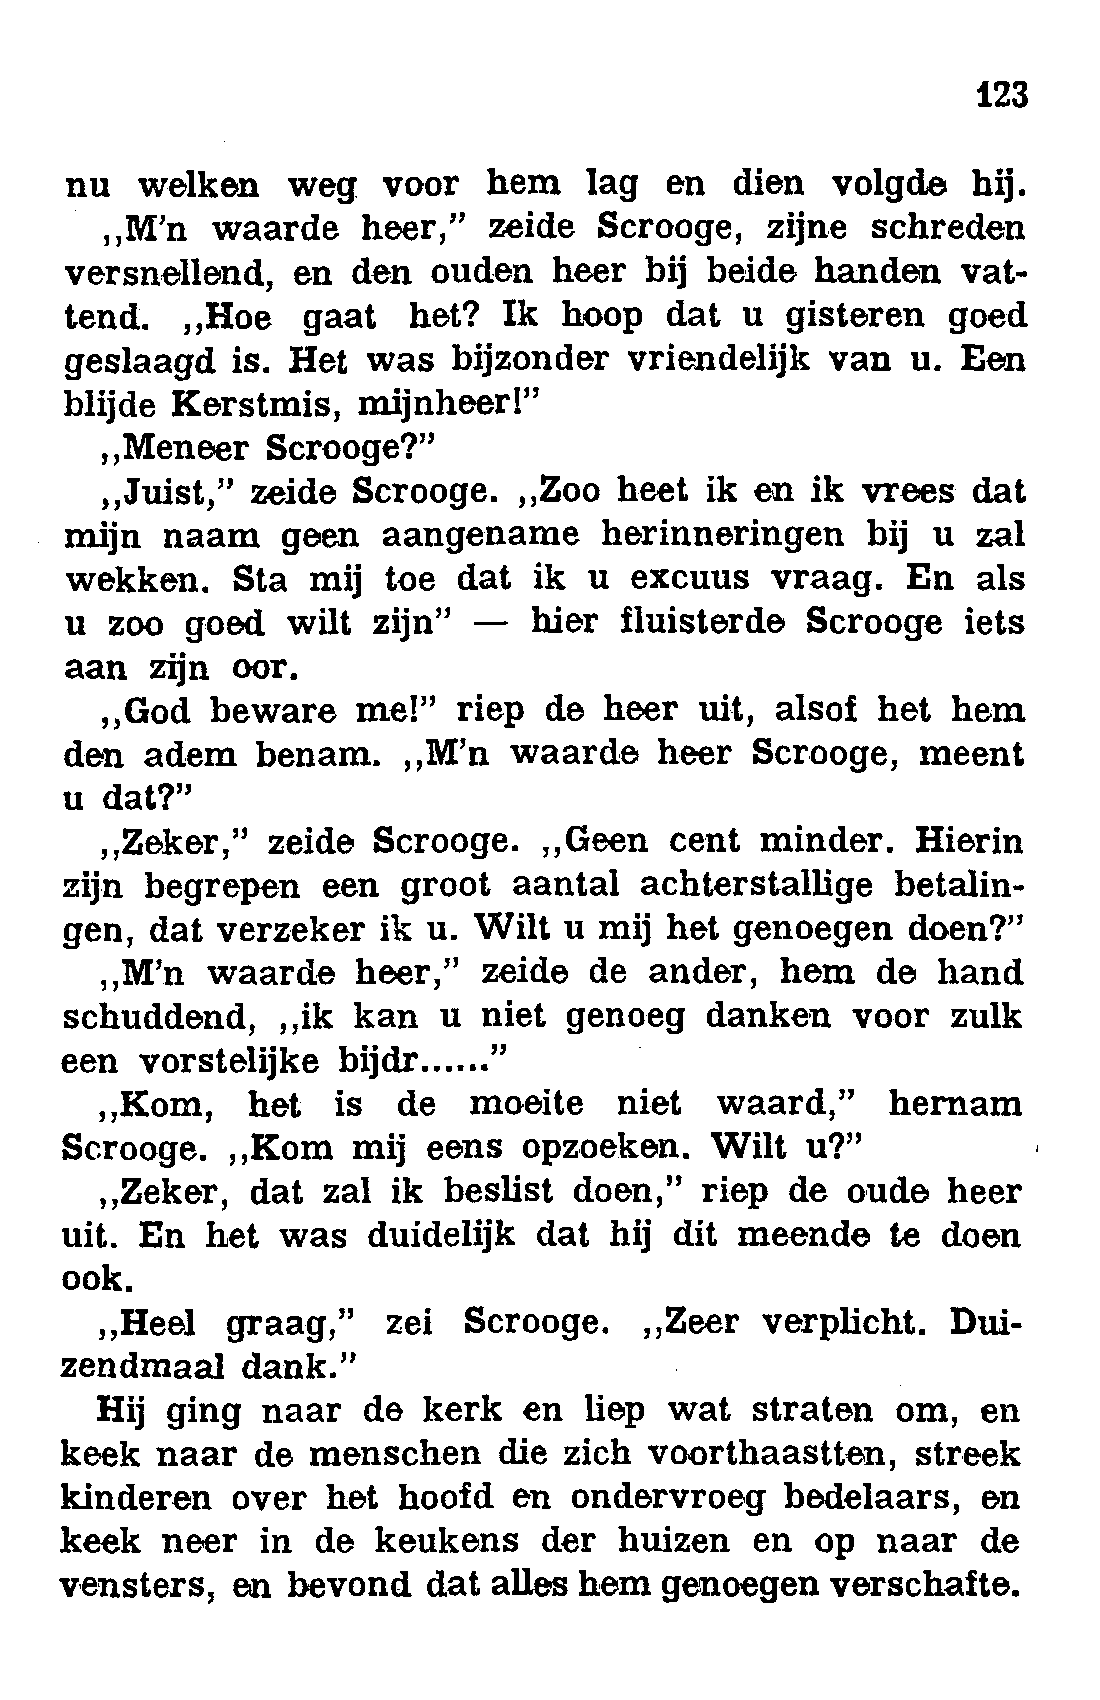 123
nu welken weg voor hem lag en dien volgde hij.
,,M'n waarde heer,” zeide Scrooge, zijne schreden
versnellend, en den ouden heer bij beide handen vat-
tend. ,,Hoe gaat het? Ik hoop dat u gisteren goed
geslaagd is. Het was bijzonder vriendelijk van u. Een
blijde Kerstmis, mijnheer!”
,,Meneer Scrooge?”
,,Juist,” zeide Scrooge. ,,Zoo heet ik en ik vrees dat
mijn naam geen aangename herinneringen bij u zal
wekken. Sta mij toe dat ik u excuus vraag. En als
u zoo goed wilt zijn” — hier fluisterde Scrooge iets
aan zijn oor.
,,God beware me!” riep de heer uit, alsof het hem
den adem benam. ,,M'n waarde heer Scrooge, meent
u dat?”
,,Zeker,” zeide Scrooge. ,,Geen cent minder. Hierin
zijn begrepen een groot aantal achterstallige betalin-
gen, dat verzeker ik u. Wilt u mij het genoegen doen?”
,,M'n waarde heer,” zeide de ander, hem de hand
schuddend, ,,ik kan u niet genoeg danken voor zulk
een vorstelijke bijdr......”
,,Kom, het is de moeite niet waard,” hernam
Scrooge. ,,Kom mij eens opzoeken. Wilt u?”
,,Zeker, dat zal ik beslist doen,” riep de oude heer
uit. En het was duidelijk dat hij dit meende te doen
ook.
,,Heel graag,” zei Scrooge. ,,Zeer verplicht. Dui-
zendmaal dank.”
Hij ging naar de kerk en liep wat straten om, en
keek naar de menschen die zich voorthaastten, streek
kinderen over het hoofd en ondervroeg bedelaars, en
keek neer in de keukens der huizen en op naar de
vensters, en bevond dat alles hem genoegen verschafte.